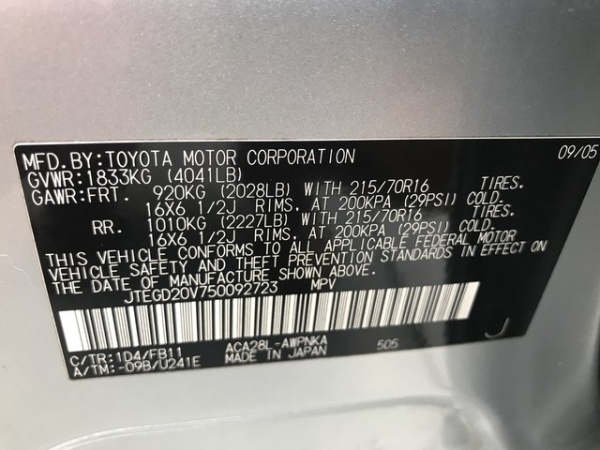 MFD.BY:TOYOTA MOTOR CORPORATION 09/05
GVWR:1833KG (4041LB)
GAWR:FRT. 920KG (2028LB) WITH 215/70R16 TIRES.
16X6 1/2J RIMS, AT 200KPA (29PSI) COLD.
RR. 1010KG (2227LB) WITH 215/70R16 TIRES.
16X6 1/2J RIMS, AT 200KPA (29PSI) COLD.
THIS VEHICLE CONFORMS TO ALL APPLICABLE FEDERAL MOTOR
VEHICLE SAFETY AND THEFT PREVENTION STANDARDS IN EFFECT ON
THE DATE OF MANUFACTURE SHOWN ABOVE.
JTEGD20V750092723 MPV
C/TR:1D4/FB11 ACA28L-AWPNKA 505 J
A/TM:-09B/U241E MADE IN JAPAN